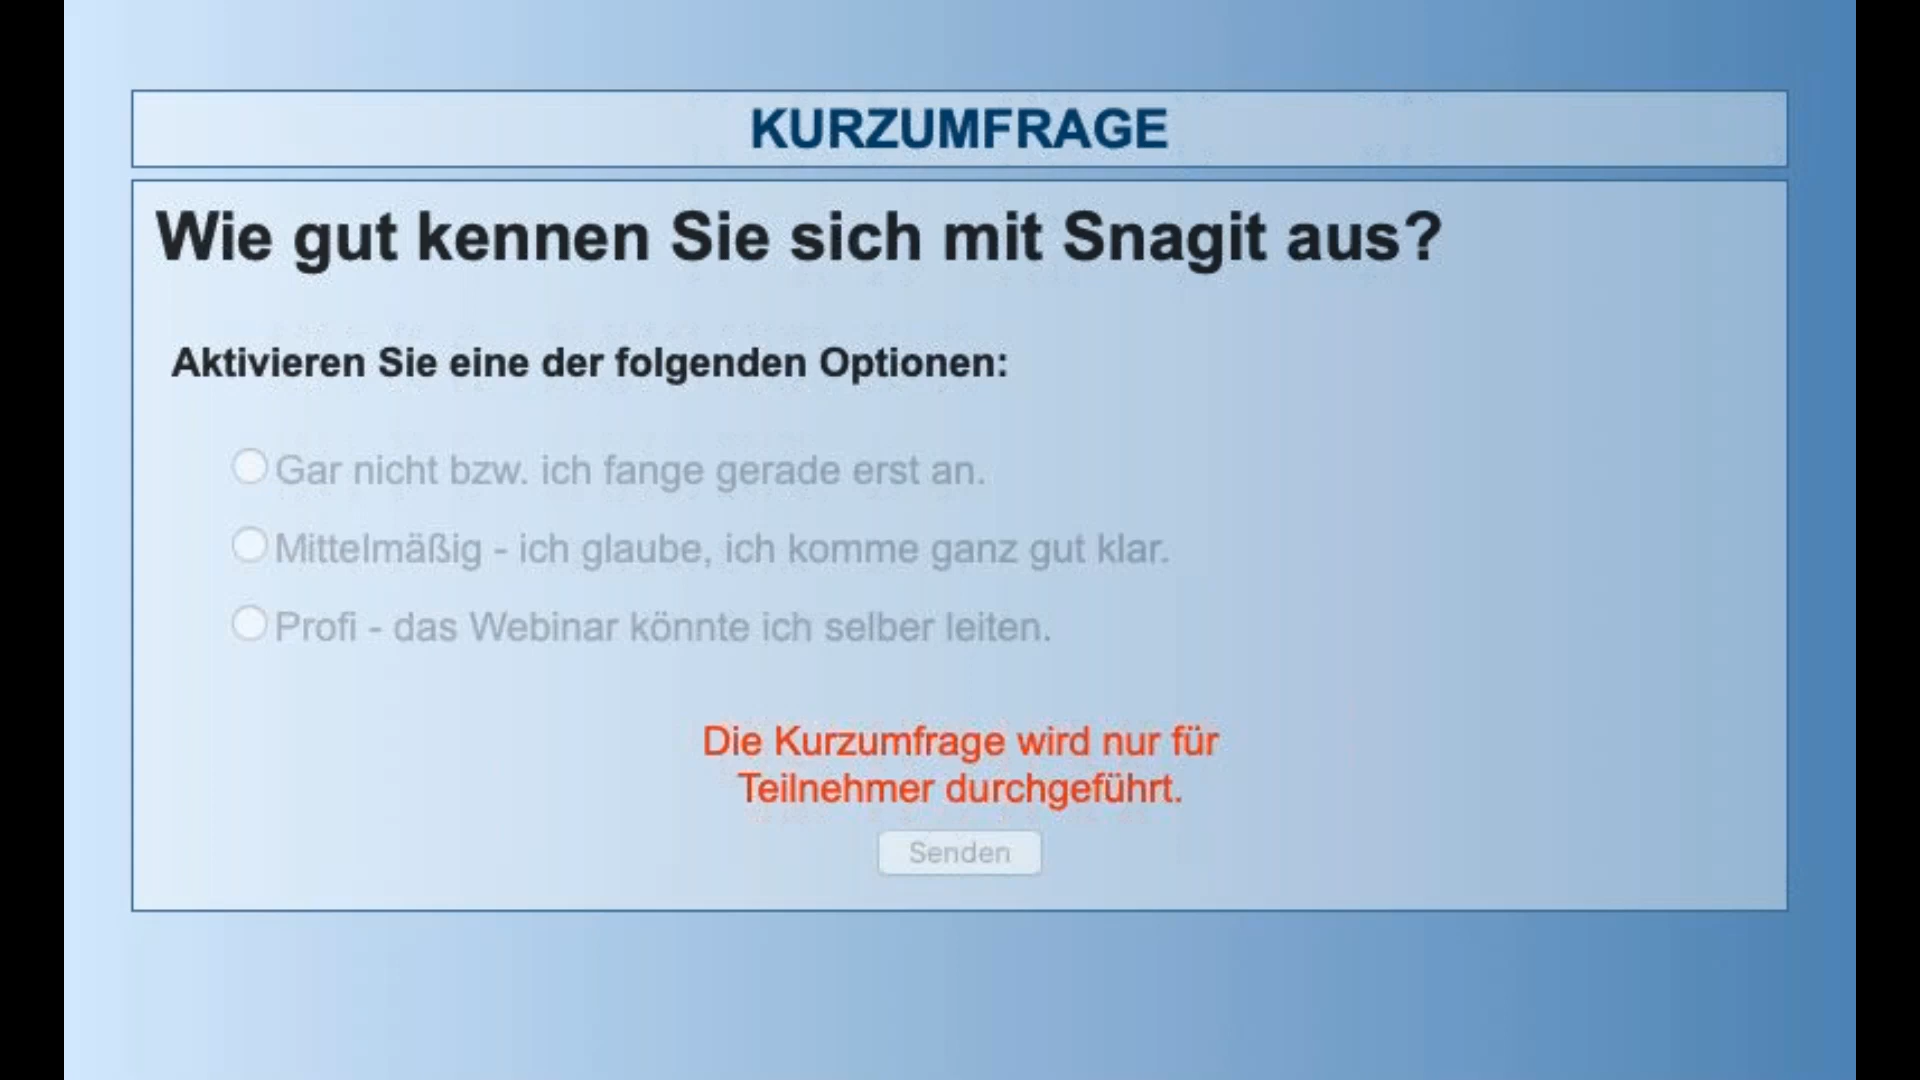 KURZUMFRAGE
Wie gut kennen Sie sich mit Snagit aus?
Aktivieren Sie eine der folgenden Optionen:
Gar nicht bzw. ich fange gerade erst an.
Mittelmäßig - ich glaube, ich komme ganz gut klar.
Profi - das Webinar könnte ich selber leiten.
Die Kurzumfrage wird nur für
Teilnehmer durchgeführt.
Senden